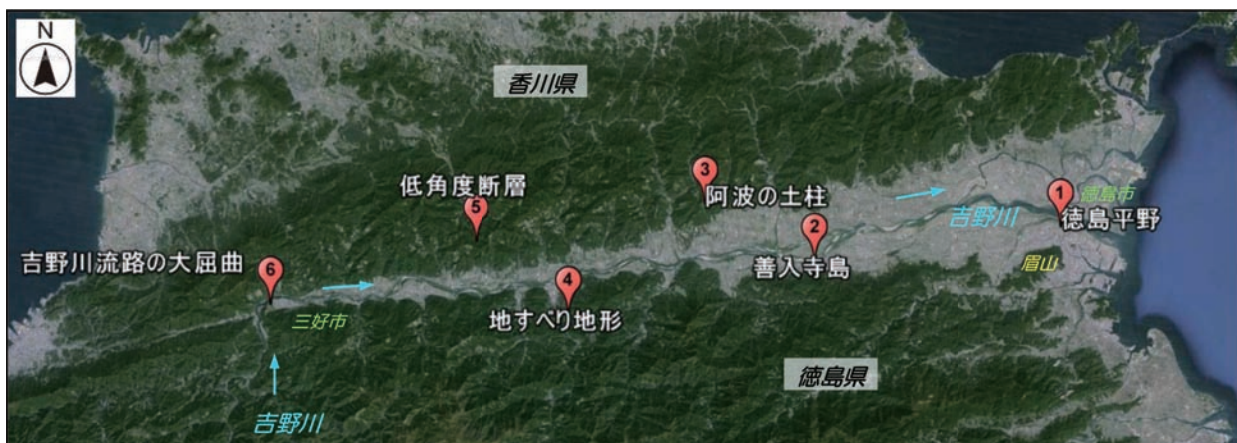 N
香川県
3
阿波の土柱
低角度断層
5
1
徳島市
徳島平野
吉野川
2
善入寺島
眉山
吉野川流路の大屈曲
6
三好市
4
地すべり地形
徳島県
吉野川